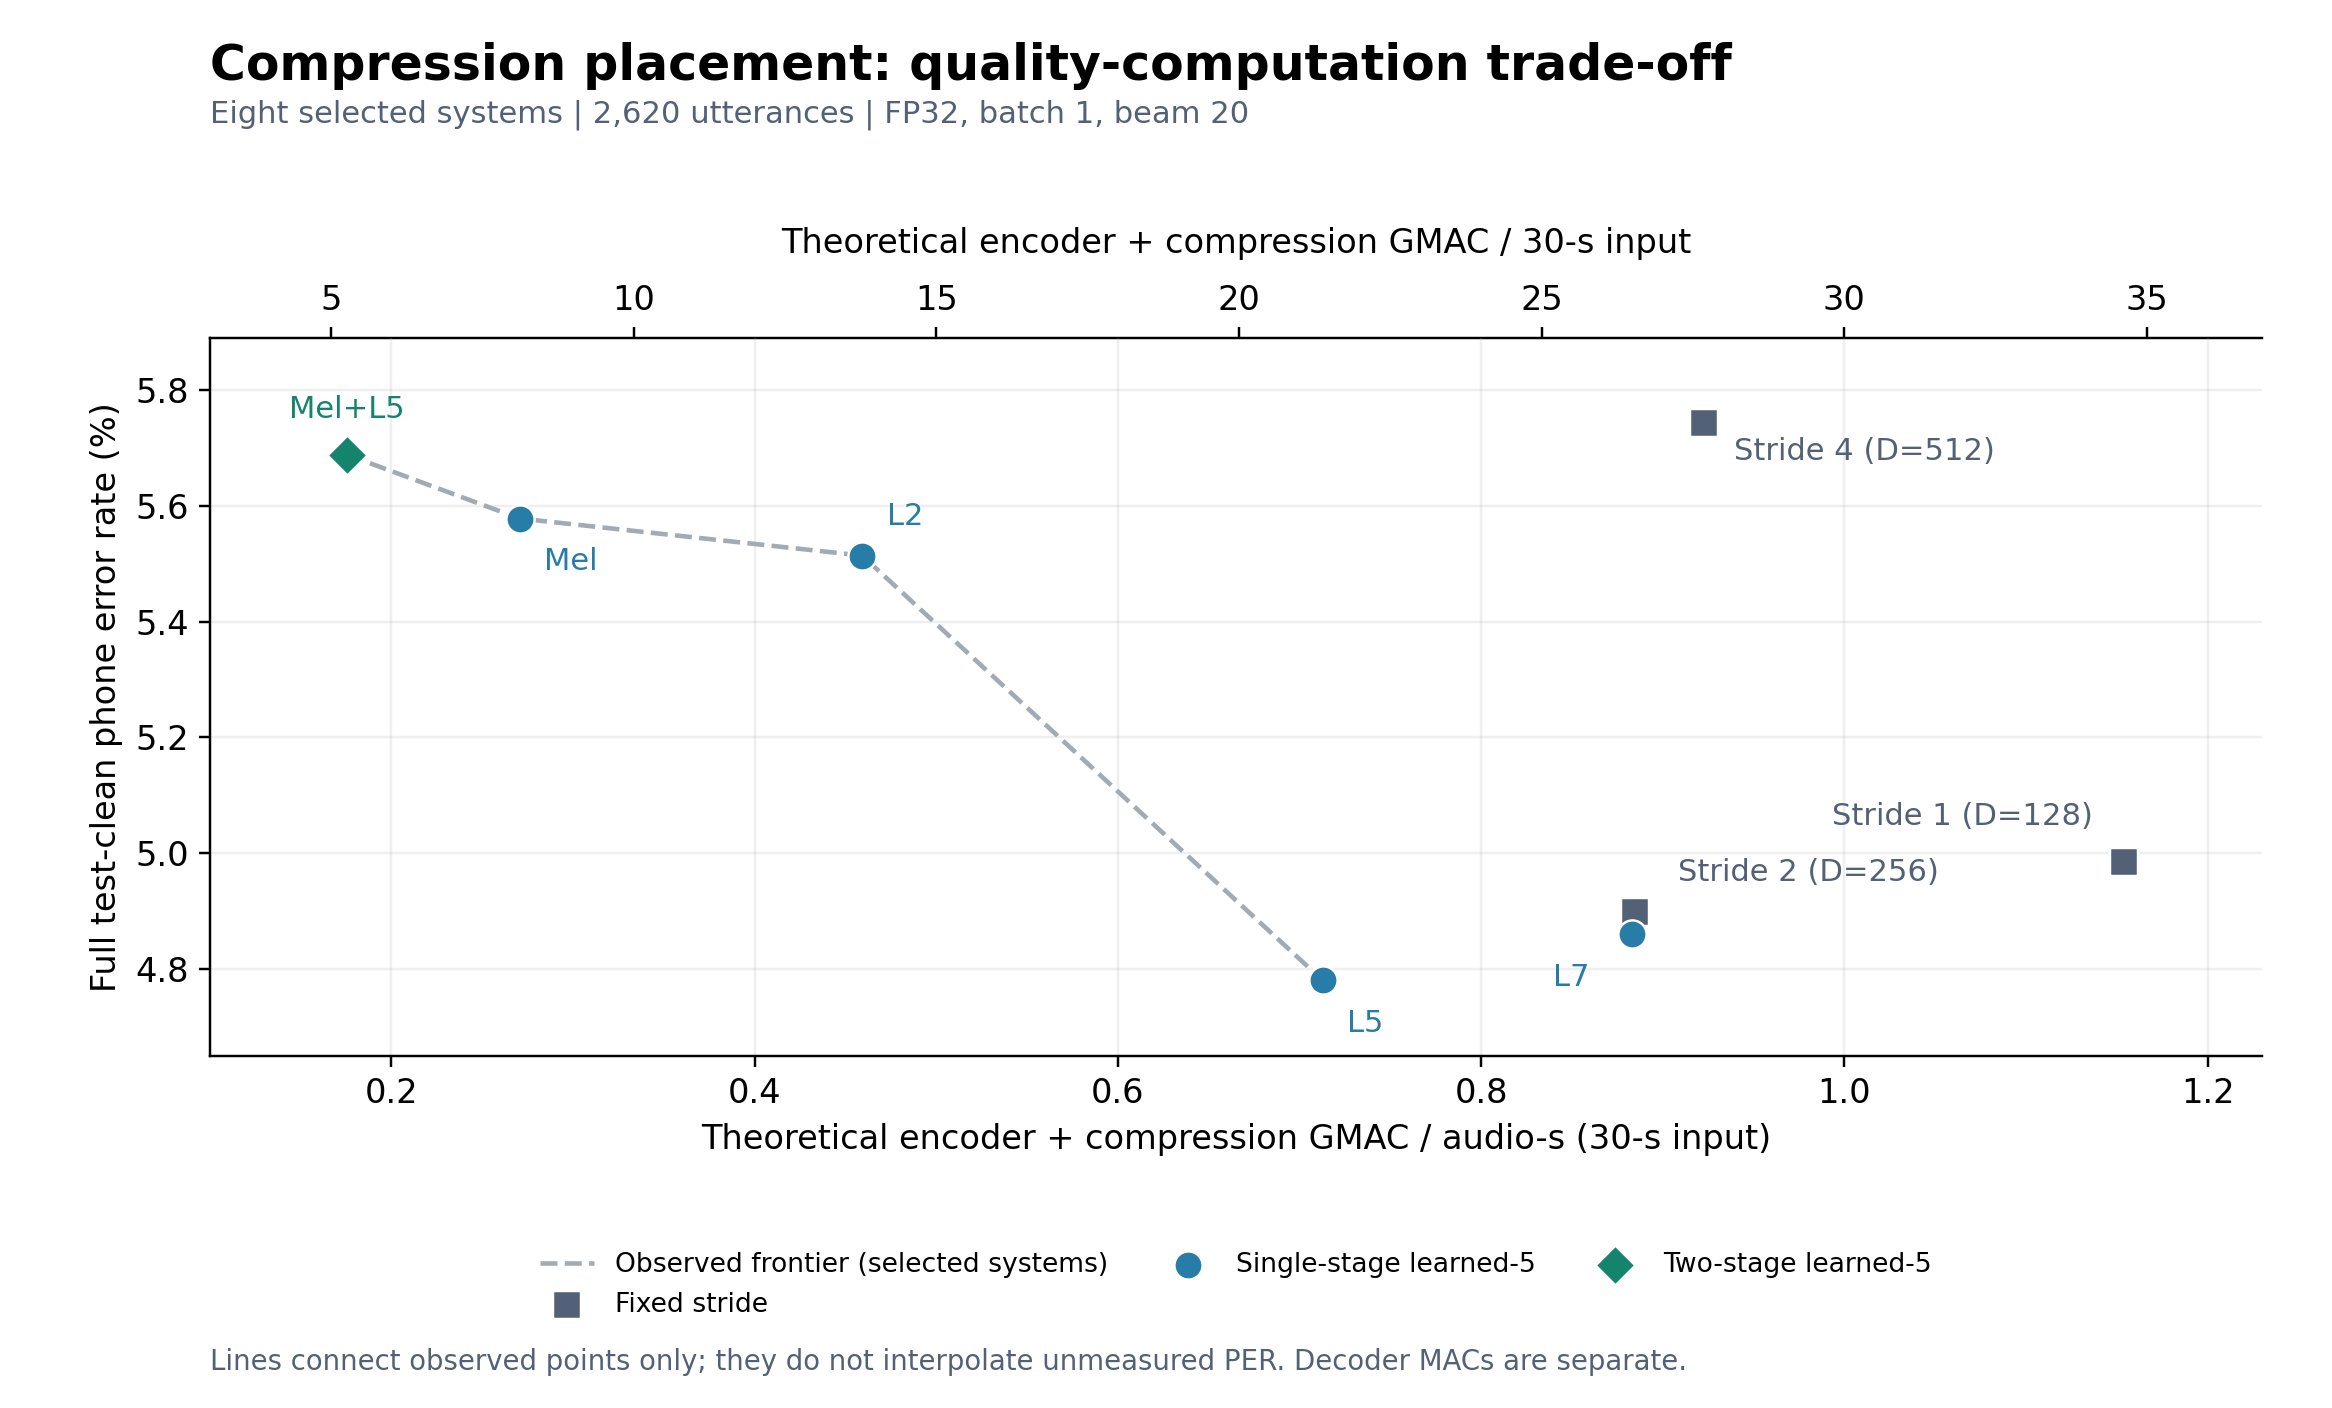 Compression placement: quality-computation trade-off
Eight selected systems | 2,620 utterances | FP32, batch 1, beam 20
Theoretical encoder + compression GMAC / 30-s input
5 10 15 20 25 30 35
Full test-clean phone error rate (%)
5.8
5.6
5.4
5.2
5.0
4.8
Mel+L5
Stride 4 (D=512)
L2
Mel
Stride 1 (D=128)
Stride 2 (D=256)
L7
L5
0.2 0.4 0.6 0.8 1.0 1.2
Theoretical encoder + compression GMAC / audio-s (30-s input)
Observed frontier (selected systems) Single-stage learned-5 Two-stage learned-5
Fixed stride
Lines connect observed points only; they do not interpolate unmeasured PER. Decoder MACs are separate.